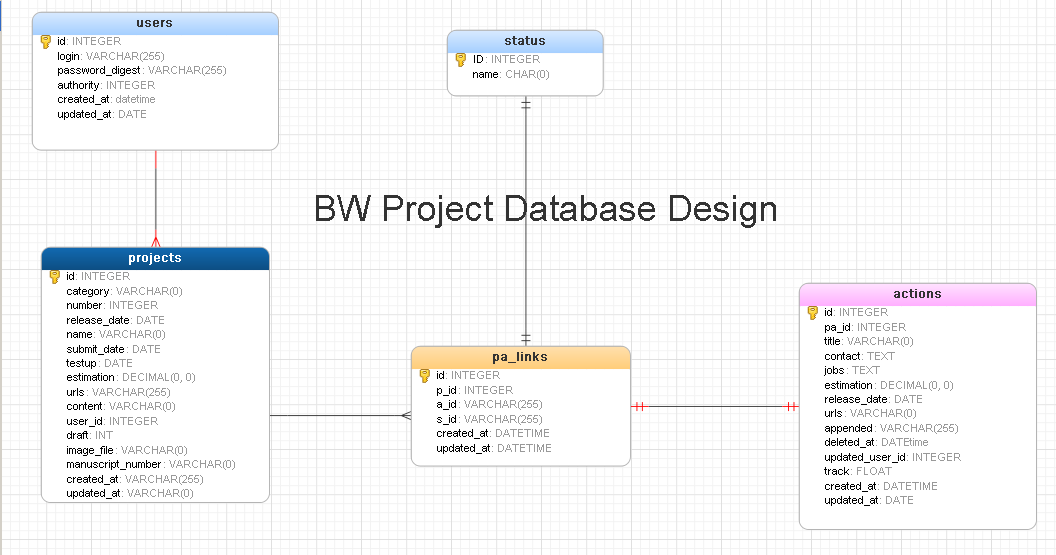 users
id: INTEGER
login: VARCHAR(255)
password_digest: VARCHAR(255)
authority: INTEGER
created_at: datetime
updated_at: DATE
status
ID: INTEGER
name: CHAR(0)
BW Project Database Design
projects
id: INTEGER
category: VARCHAR(0)
number: INTEGER
release_date: DATE
name: VARCHAR(0)
submit_date: DATE
testup: DATE
estimation: DECIMAL(0, 0)
urls: VARCHAR(255)
content: VARCHAR(0)
user_id: INTEGER
draft: INT
image_file: VARCHAR(0)
manuscript_number: VARCHAR(0)
created_at: VARCHAR(255)
updated_at: VARCHAR(0)
pa_links
id: INTEGER
p_id: INTEGER
a_id: VARCHAR(255)
s_id: VARCHAR(255)
created_at: DATETIME
updated_at: DATETIME
actions
id: INTEGER
pa_id: INTEGER
title: VARCHAR(0)
contact: TEXT
jobs: TEXT
estimation: DECIMAL(0, 0)
release_date: DATE
urls: VARCHAR(0)
appended: VARCHAR(255)
deleted_at: DATEtime
updated_user_id: INTEGER
track: FLOAT
created_at: DATETIME
updated_at: DATE